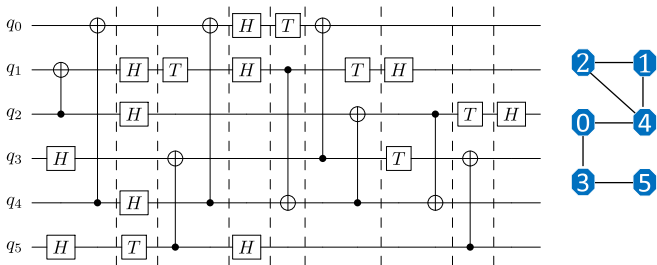 q₀ H T
q₁ H T H T H
q₂ H T H
q₃ H T
q₄ H
q₅ H T H
2 1
0 4
3 5